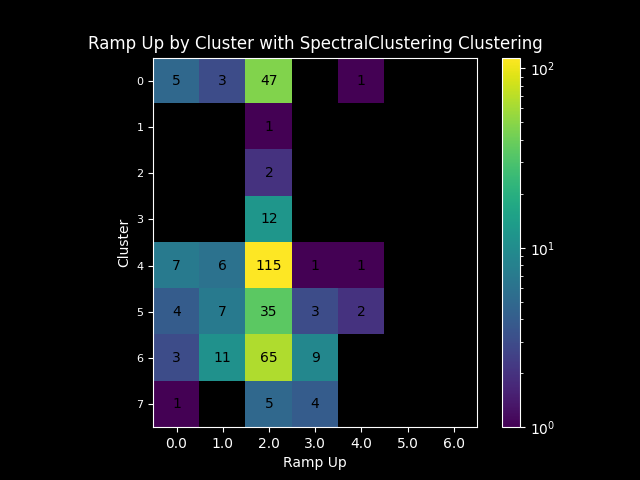 Ramp Up by Cluster with SpectralClustering Clustering
0 5 3 47 1
1 1
2 2
3 12
4 7 6 115 1 1
5 4 7 35 3 2
6 3 11 65 9
7 1 5 4
0.0 1.0 2.0 3.0 4.0 5.0 6.0
Ramp Up
Cluster
10²
10¹
10⁰